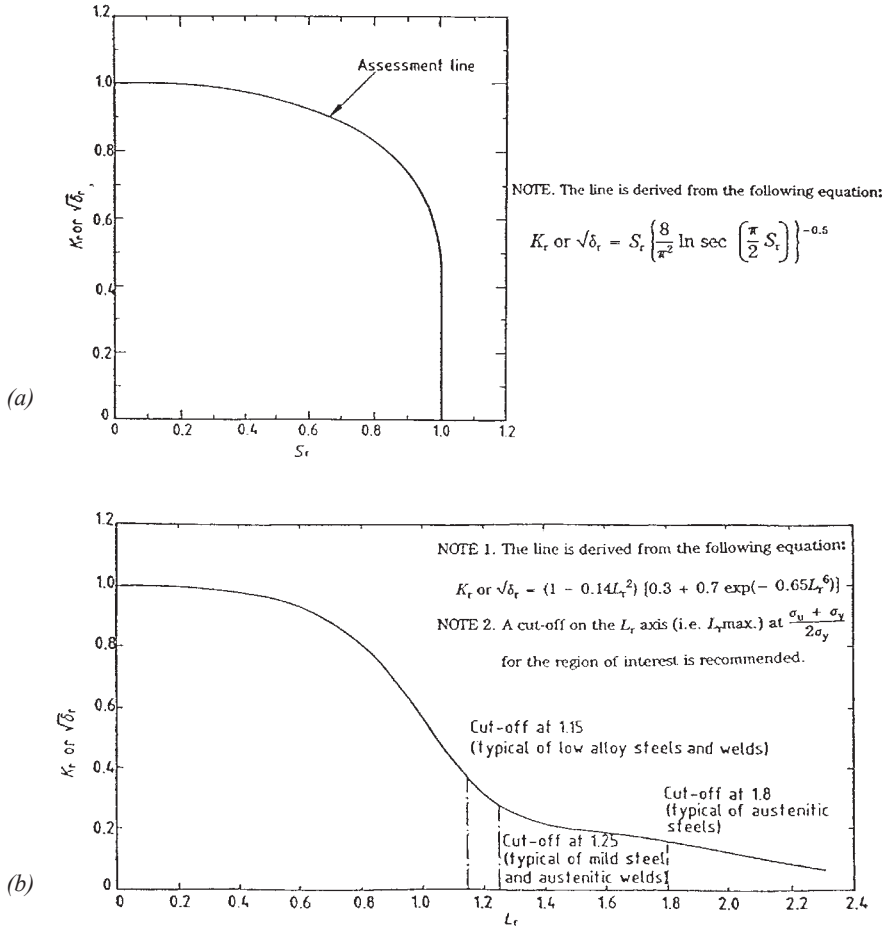 1.2
1.0
0.8
0.6
0.4
0.2
0
Kr or √δr,
Assessment line
0 0.2 0.4 0.6 0.8 1.0 1.2
Sr
NOTE. The line is derived from the following equation:
Kr or √δr = Sr {8/π² ln sec (π/2 Sr)}^−0.5
(a)
1.2
1.0
0.8
0.6
0.4
0.2
0
Kr or √δr
NOTE 1. The line is derived from the following equation:
Kr or √δr = (1 − 0.14Lr²) {0.3 + 0.7 exp(− 0.65Lr⁶)}
NOTE 2. A cut-off on the Lr axis (i.e. Lrmax.) at (σu + σy)/2σy
for the region of interest is recommended.
Cut-off at 1.15
(typical of low alloy steels and welds)
Cut-off at 1.8
(typical of austenitic
steels)
Cut-off at 1.25
(typical of mild steel
and austenitic welds)
0 0.2 0.4 0.6 0.8 1.0 1.2 1.4 1.6 1.8 2.0 2.2 2.4
Lr
(b)